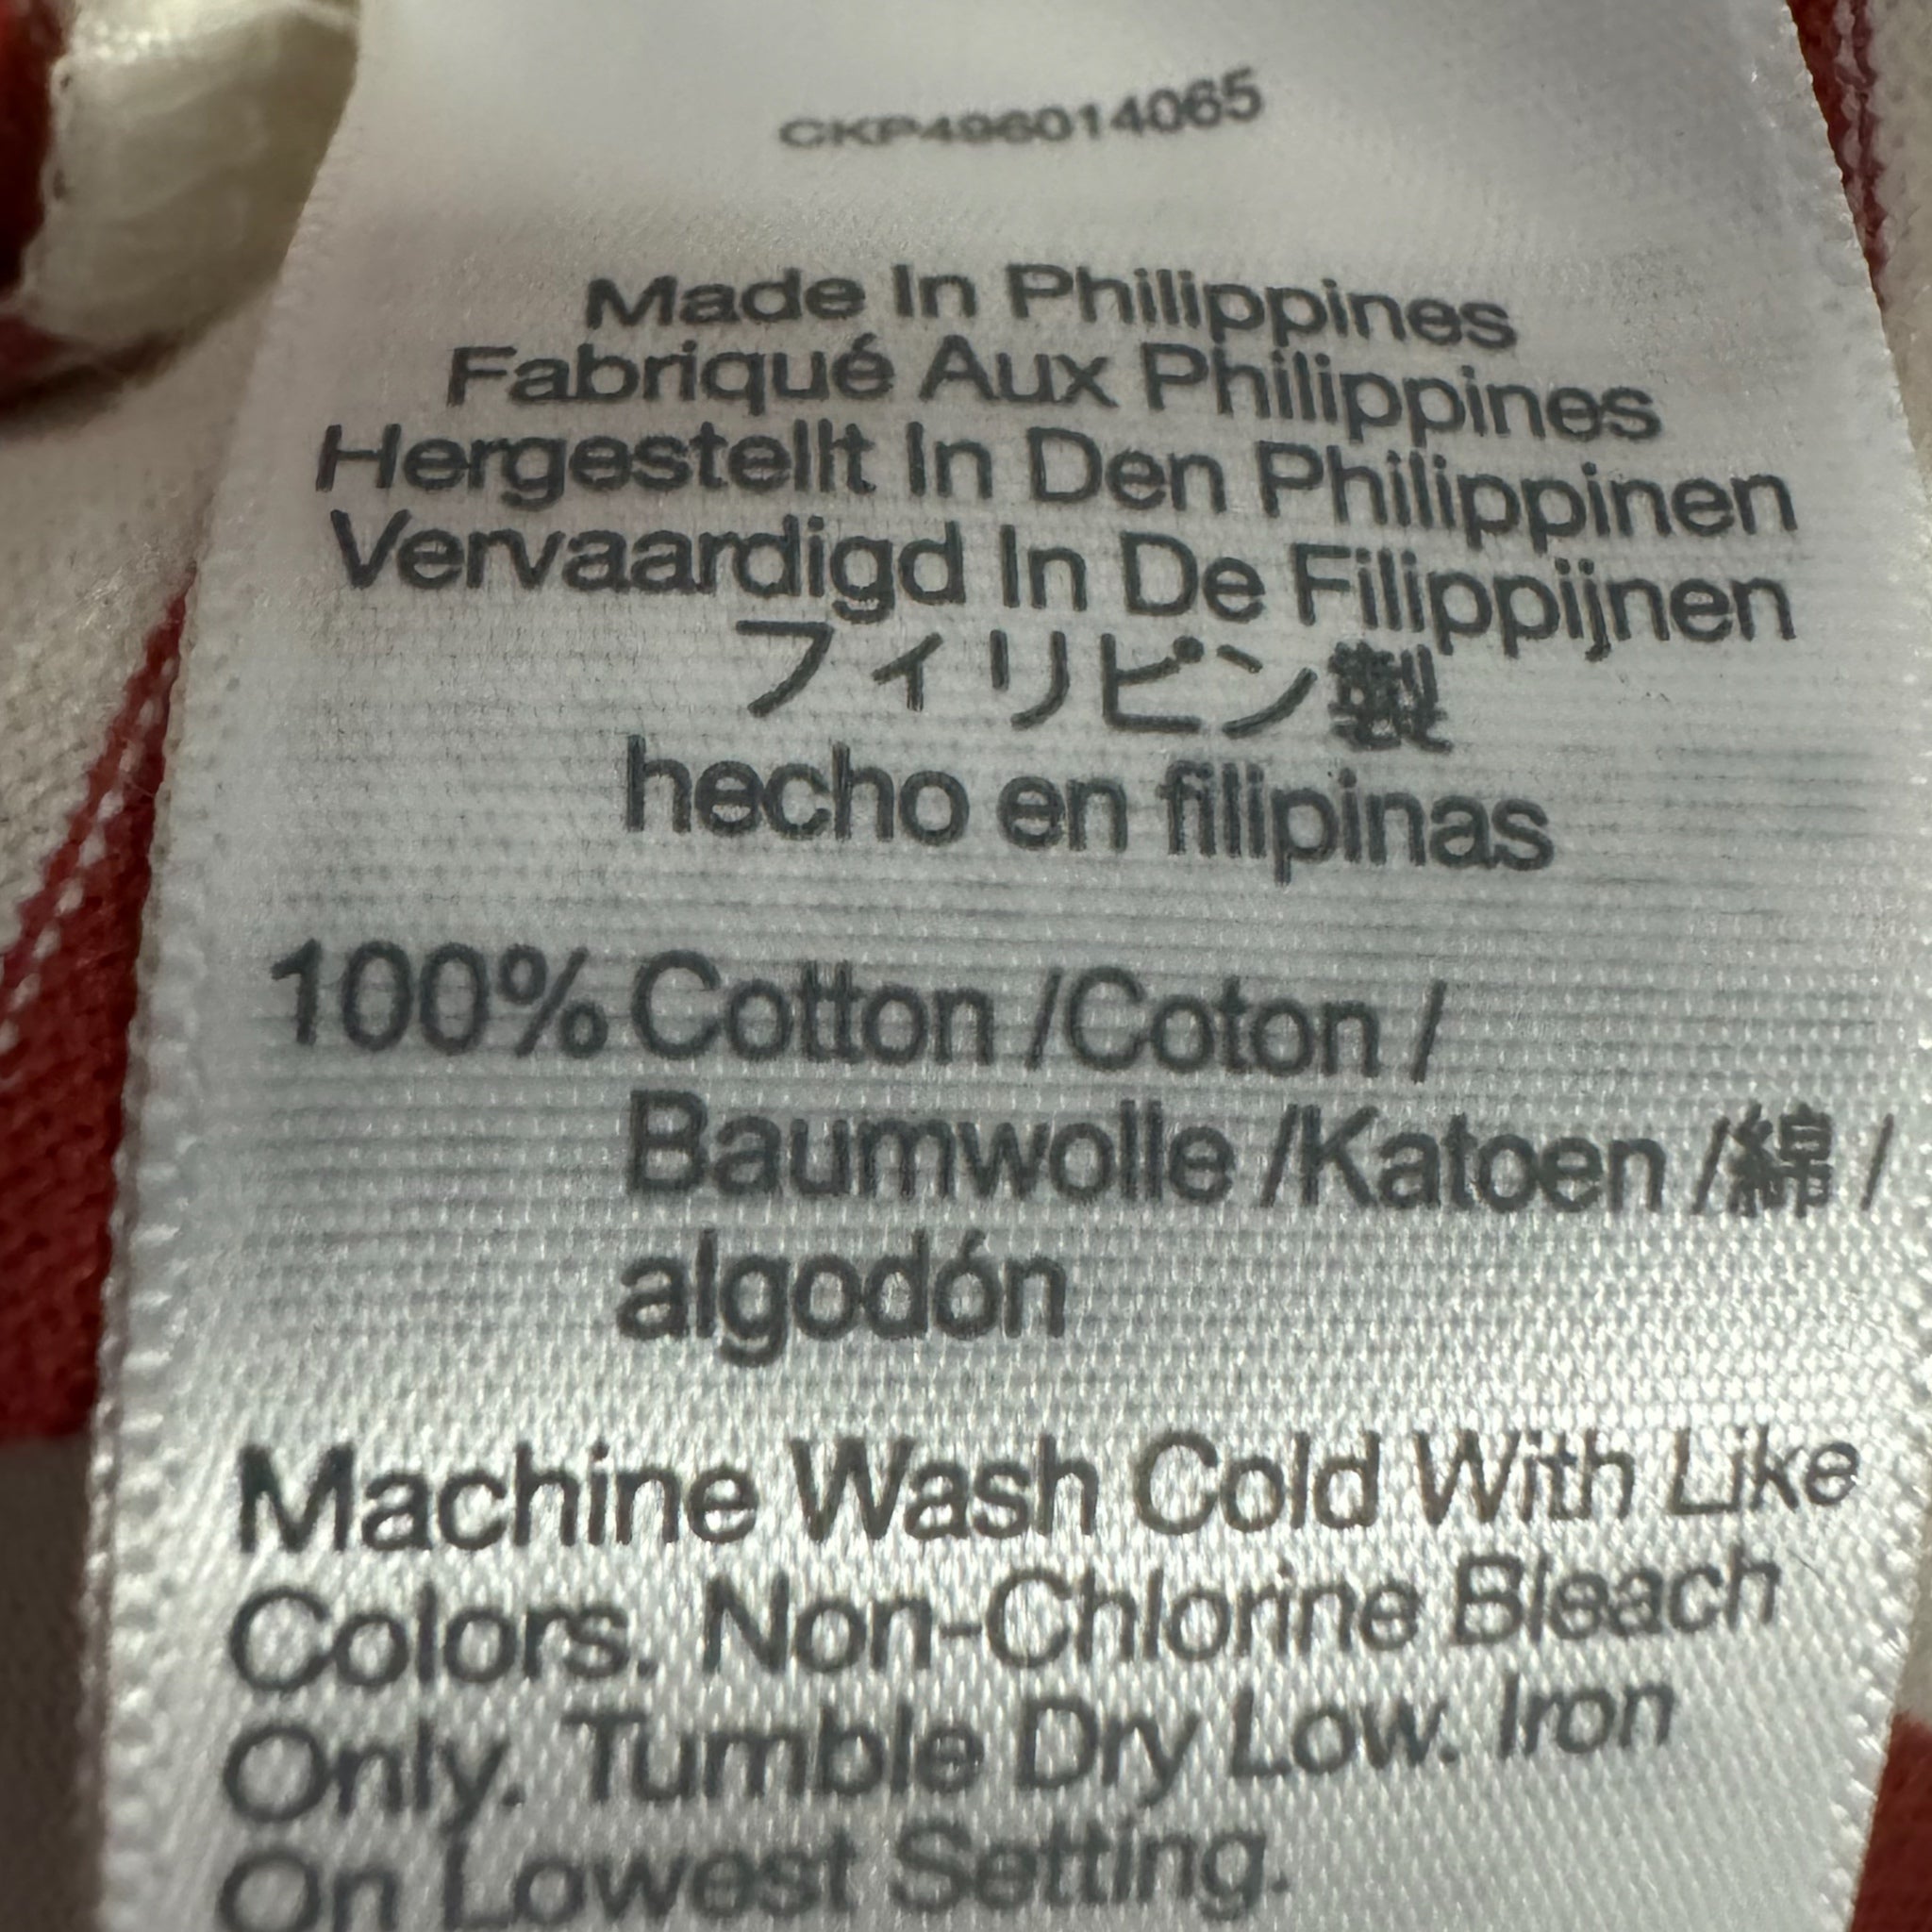 CKP496014065
Made In Philippines
Fabriqué Aux Philippines
Hergestellt In Den Philippinen
Vervaardigd In De Filippijnen
フィリピン製
hecho en filipinas
100% Cotton /Coton /
Baumwolle /Katoen /綿 /
algodón
Machine Wash Cold With Like
Colors. Non-Chlorine Bleach
Only. Tumble Dry Low. Iron
On Lowest Setting.